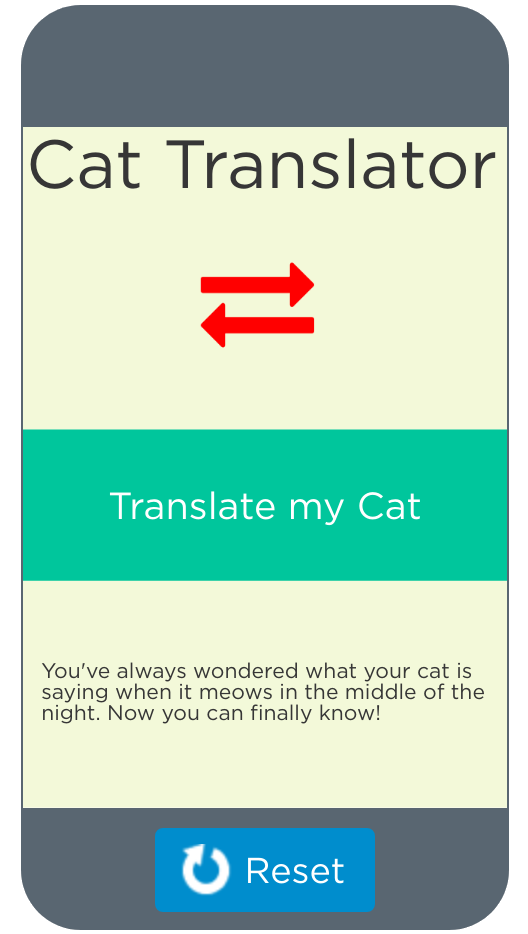 Cat Translator
Translate my Cat
You've always wondered what your cat is
saying when it meows in the middle of the
night. Now you can finally know!
Reset